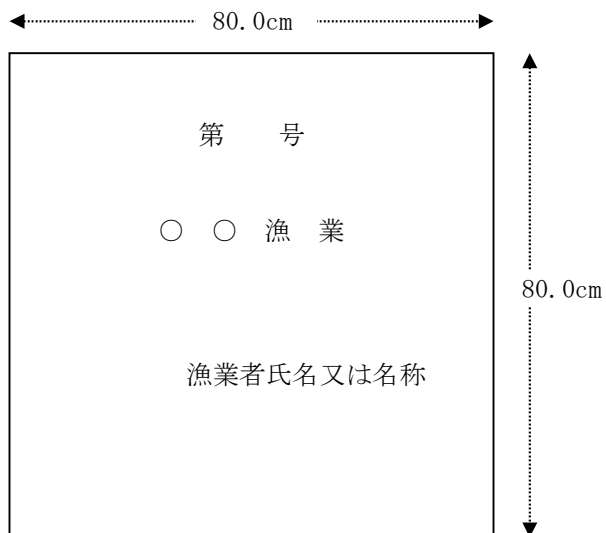 80.0cm
第　　号
○　○　漁　業
80.0cm
漁業者氏名又は名称